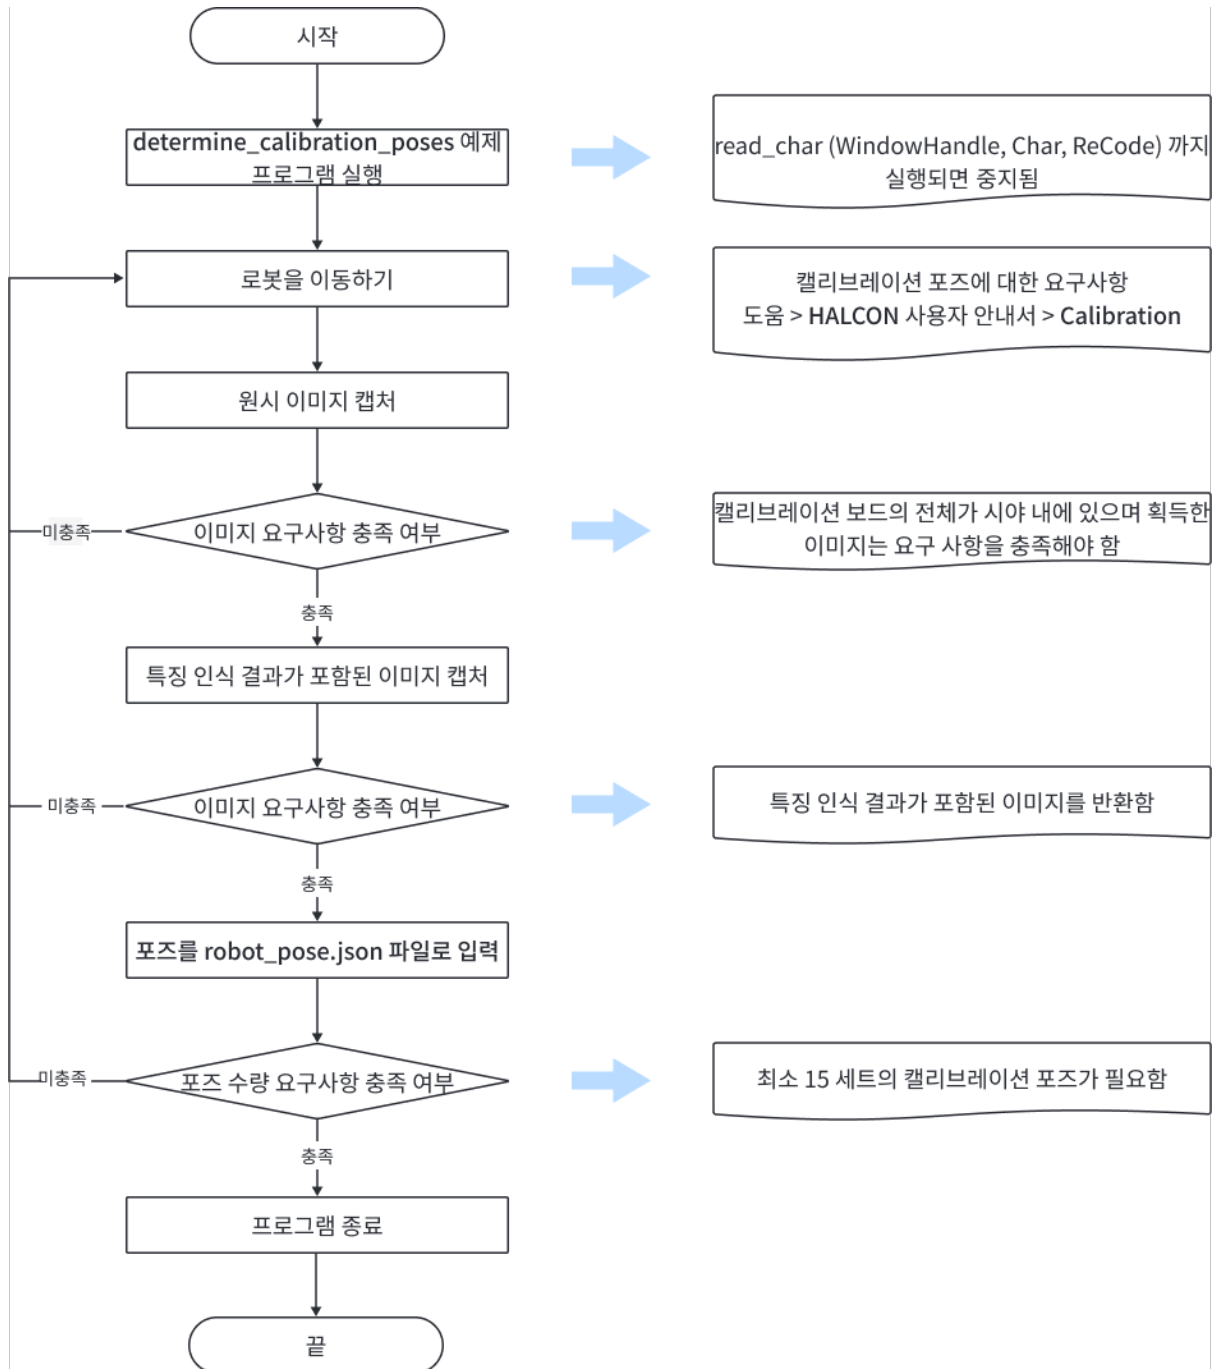 시작
determine_calibration_poses 예제
프로그램 실행
read_char (WindowHandle, Char, ReCode) 까지
실행되면 중지됨
로봇을 이동하기
캘리브레이션 포즈에 대한 요구사항
도움 > HALCON 사용자 안내서 > Calibration
원시 이미지 캡처
미충족
이미지 요구사항 충족 여부
캘리브레이션 보드의 전체가 시야 내에 있으며 획득한
이미지는 요구 사항을 충족해야 함
충족
특징 인식 결과가 포함된 이미지 캡처
미충족
이미지 요구사항 충족 여부
특징 인식 결과가 포함된 이미지를 반환함
충족
포즈를 robot_pose.json 파일로 입력
미충족
포즈 수량 요구사항 충족 여부
최소 15 세트의 캘리브레이션 포즈가 필요함
충족
프로그램 종료
끝